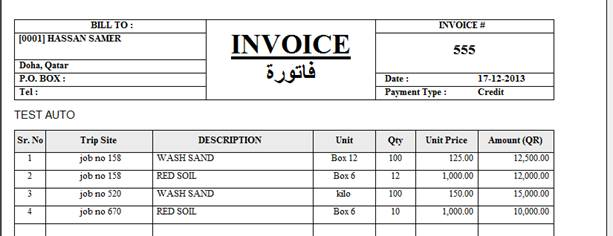 BILL TO :
[0001] HASSAN SAMER
Doha, Qatar
P.O. BOX :
Tel :
INVOICE
فاتورة
INVOICE #
555
Date : 17-12-2013
Payment Type : Credit
TEST AUTO
Sr. No Trip Site DESCRIPTION Unit Qty Unit Price Amount (QR)
1 job no 158 WASH SAND Box 12 100 125.00 12,500.00
2 job no 158 RED SOIL Box 6 12 1,000.00 12,000.00
3 job no 520 WASH SAND kilo 100 150.00 15,000.00
4 job no 670 RED SOIL Box 6 10 1,000.00 10,000.00